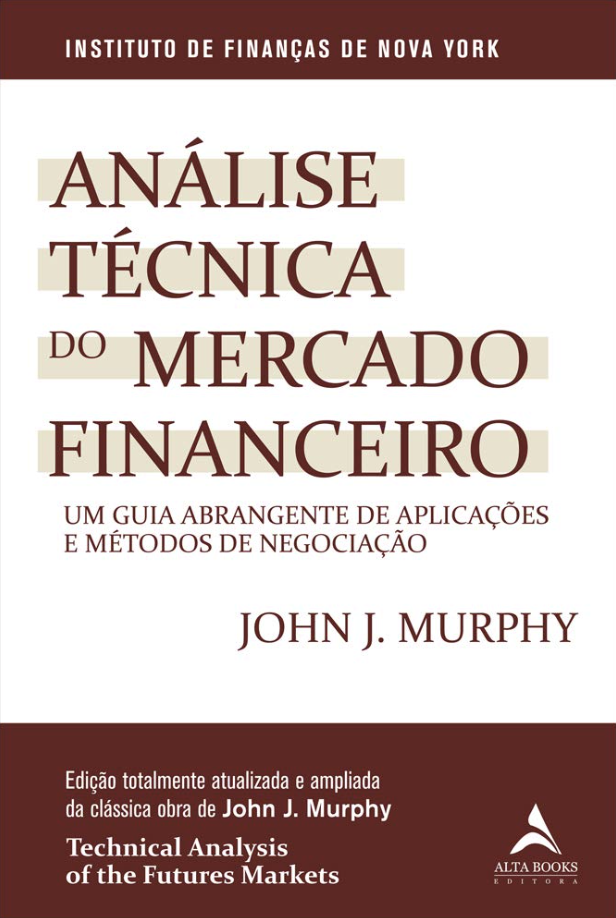 INSTITUTO DE FINANÇAS DE NOVA YORK
ANÁLISE
TÉCNICA
DO MERCADO
FINANCEIRO
UM GUIA ABRANGENTE DE APLICAÇÕES
E MÉTODOS DE NEGOCIAÇÃO
JOHN J. MURPHY
Edição totalmente atualizada e ampliada
da clássica obra de John J. Murphy
Technical Analysis
of the Futures Markets
ALTA BOOKS
EDITORA